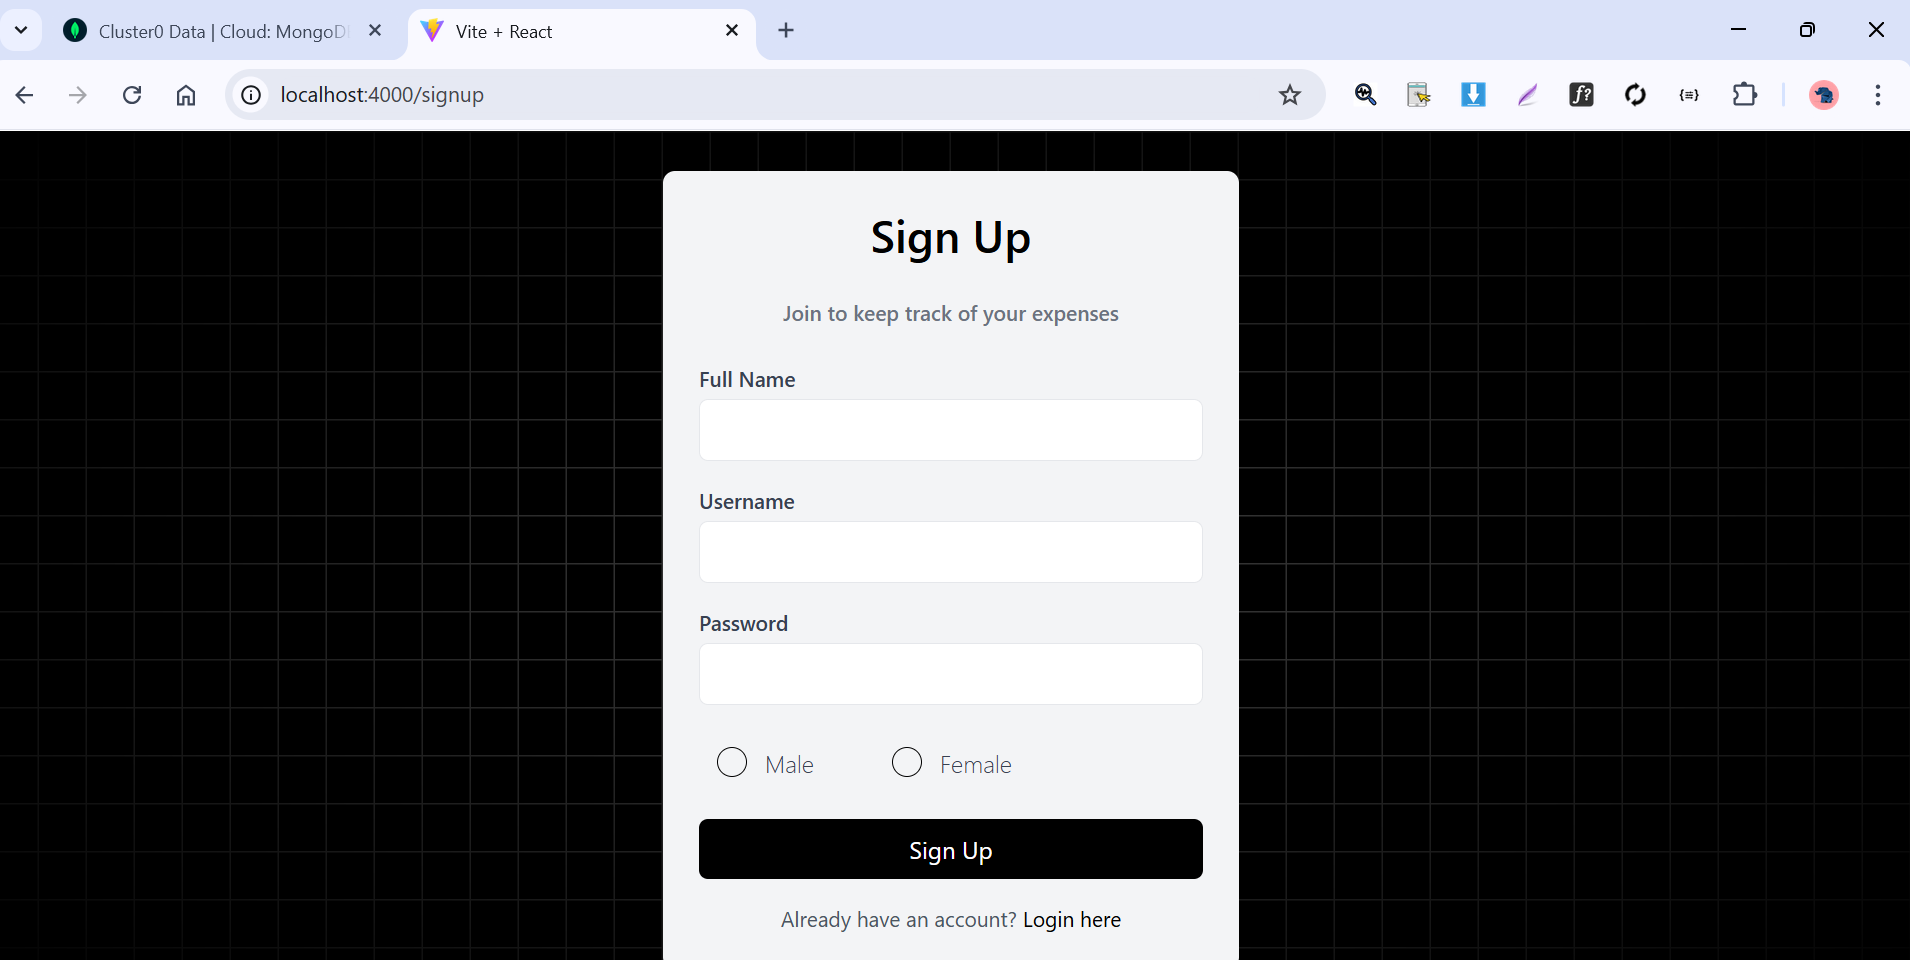 Cluster0 Data | Cloud: MongoD
Vite + React
localhost:4000/signup
f?
{≡}
Sign Up
Join to keep track of your expenses
Full Name
Username
Password
Male
Female
Sign Up
Already have an account? Login here